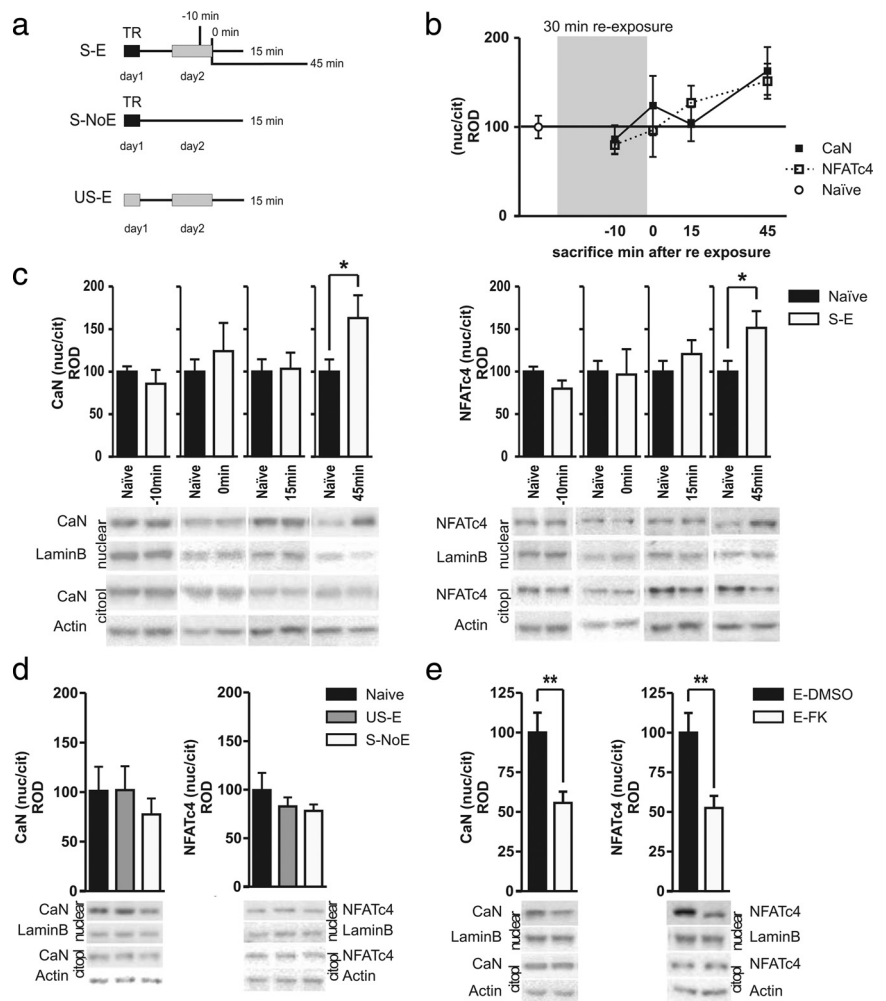 a
TR
-10 min
0min
S-E
15 min
45 min
day1
day2
TR
S-NoE
15 min
day1
day2
US-E
15 min
day1
day2
b
30 min re-exposure
200
150
100
50
0
(nuc/cit)
ROD
CaN
NFATc4
Naïve
-10
0
15
45
sacrifice min after re exposure
c
200
150
100
50
0
CaN (nuc/cit)
ROD
*
Naïve
-10min
Naïve
0min
Naïve
15min
Naïve
45min
CaN
LaminB
nuclear
CaN
Actin
citopl
200
150
100
50
0
NFATc4 (nuc/cit)
ROD
*
Naïve
S-E
Naïve
-10min
Naïve
0min
Naïve
15min
Naïve
45min
NFATc4
LaminB
nuclear
NFATc4
Actin
citopl
d
200
150
100
50
0
CaN (nuc/cit)
ROD
CaN
LaminB
nuclear
CaN
Actin
citopl
200
150
100
50
0
NFATc4 (nuc/cit)
ROD
Naive
US-E
S-NoE
NFATc4
LaminB
nuclear
NFATc4
Actin
citopl
e
125
100
75
50
25
0
CaN (nuc/cit)
ROD
**
CaN
LaminB
nuclear
CaN
Actin
citopl
125
100
75
50
25
0
NFATc4 (nuc/cit)
ROD
**
E-DMSO
E-FK
NFATc4
LaminB
nuclear
NFATc4
Actin
citopl